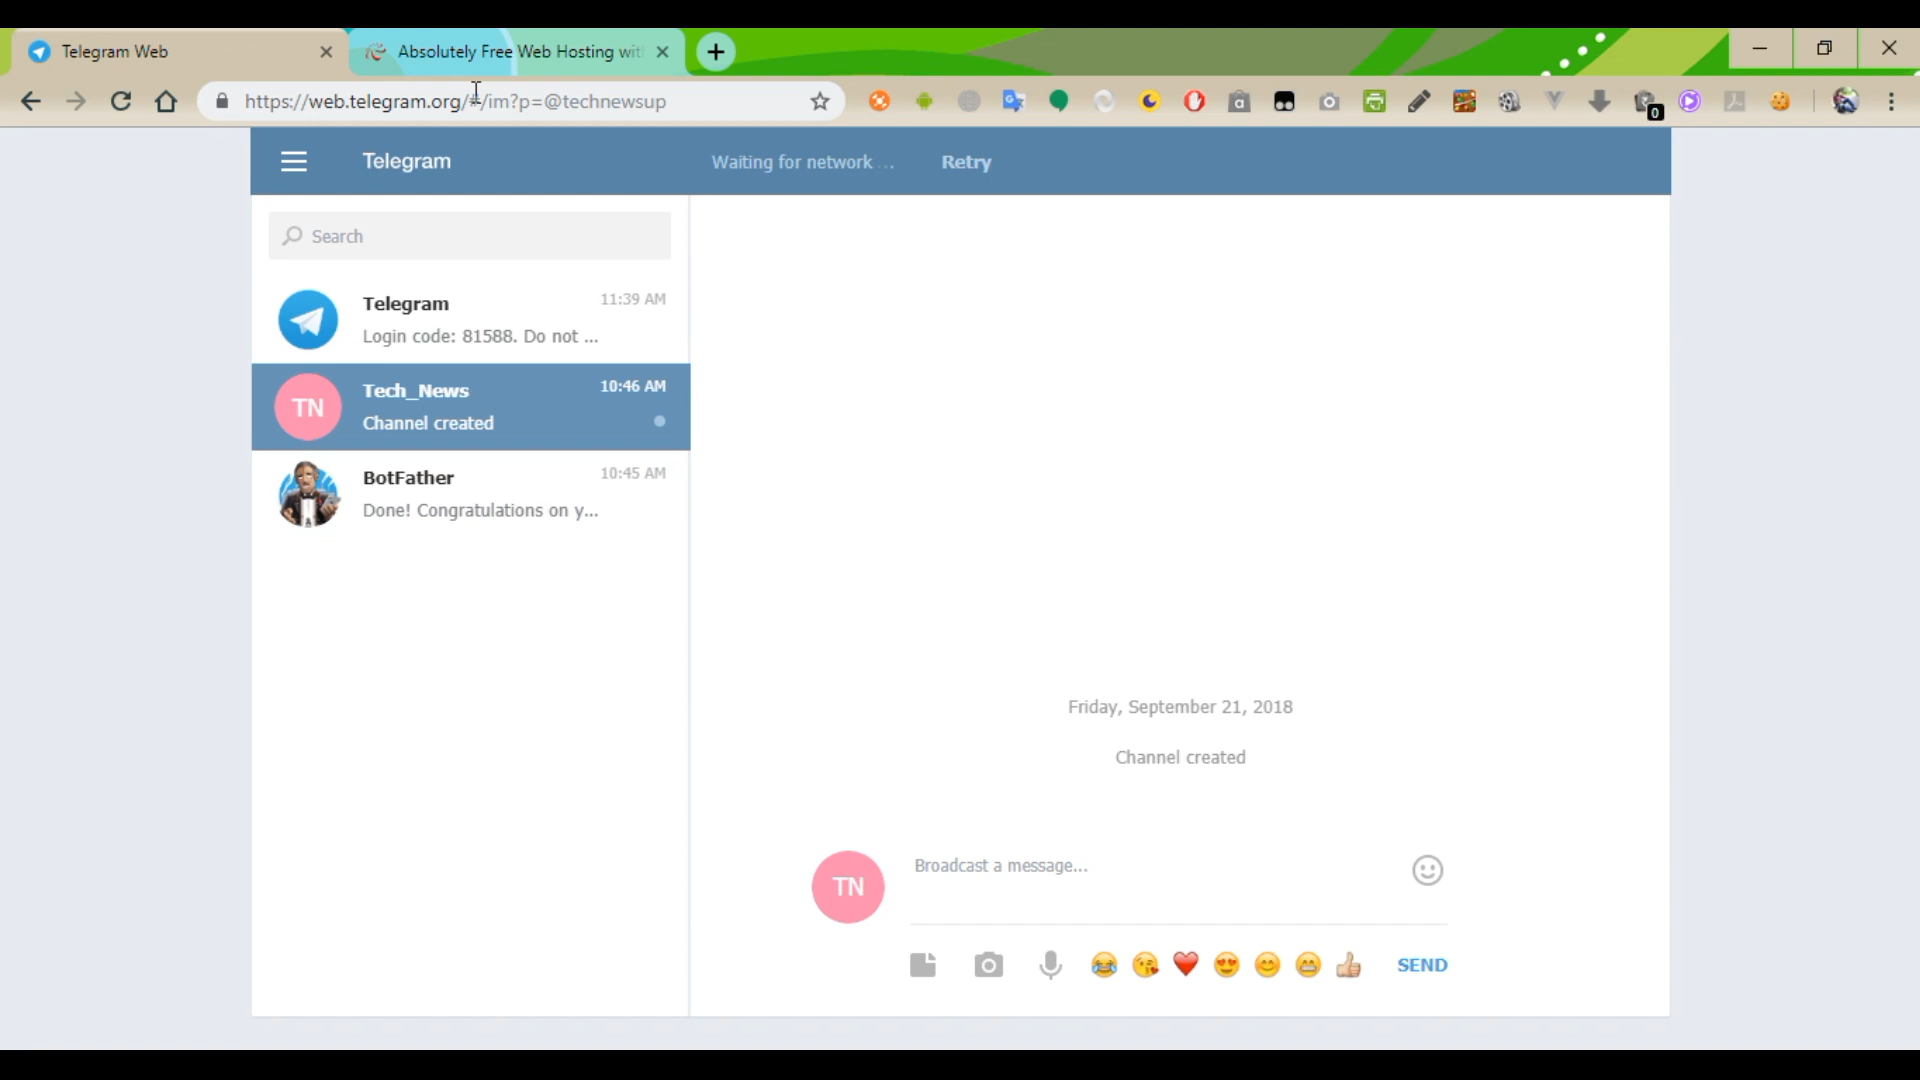 Telegram Web
Absolutely Free Web Hosting wit
https://web.telegram.org/#/im?p=@technewsup
0
Telegram
Waiting for network ...
Retry
Search
Telegram
11:39 AM
Login code: 81588. Do not ...
TN
Tech_News
10:46 AM
Channel created
BotFather
10:45 AM
Done! Congratulations on y...
Friday, September 21, 2018
Channel created
TN
Broadcast a message...
SEND